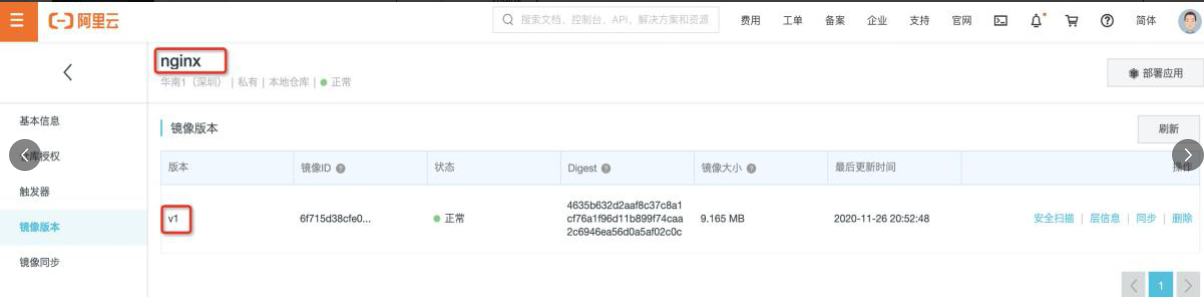 阿里云
搜索文档、控制台、API、解决方案和资源
费用 工单 备案 企业 支持 官网 简体
nginx
华南1（深圳） | 私有 | 本地仓库 | 正常
部署应用
基本信息
库授权
触发器
镜像版本
镜像同步
镜像版本
刷新
版本 镜像ID 状态 Digest 镜像大小 最后更新时间 操作
v1 6f715d38cfe0... 正常 4635b632d2aaf8c37c8a1
cf76a1f96d11b899f74caa
2c6946ea56d0a5af02c0c
9.165 MB 2020-11-26 20:52:48 安全扫描 | 层信息 | 同步 | 删除
1